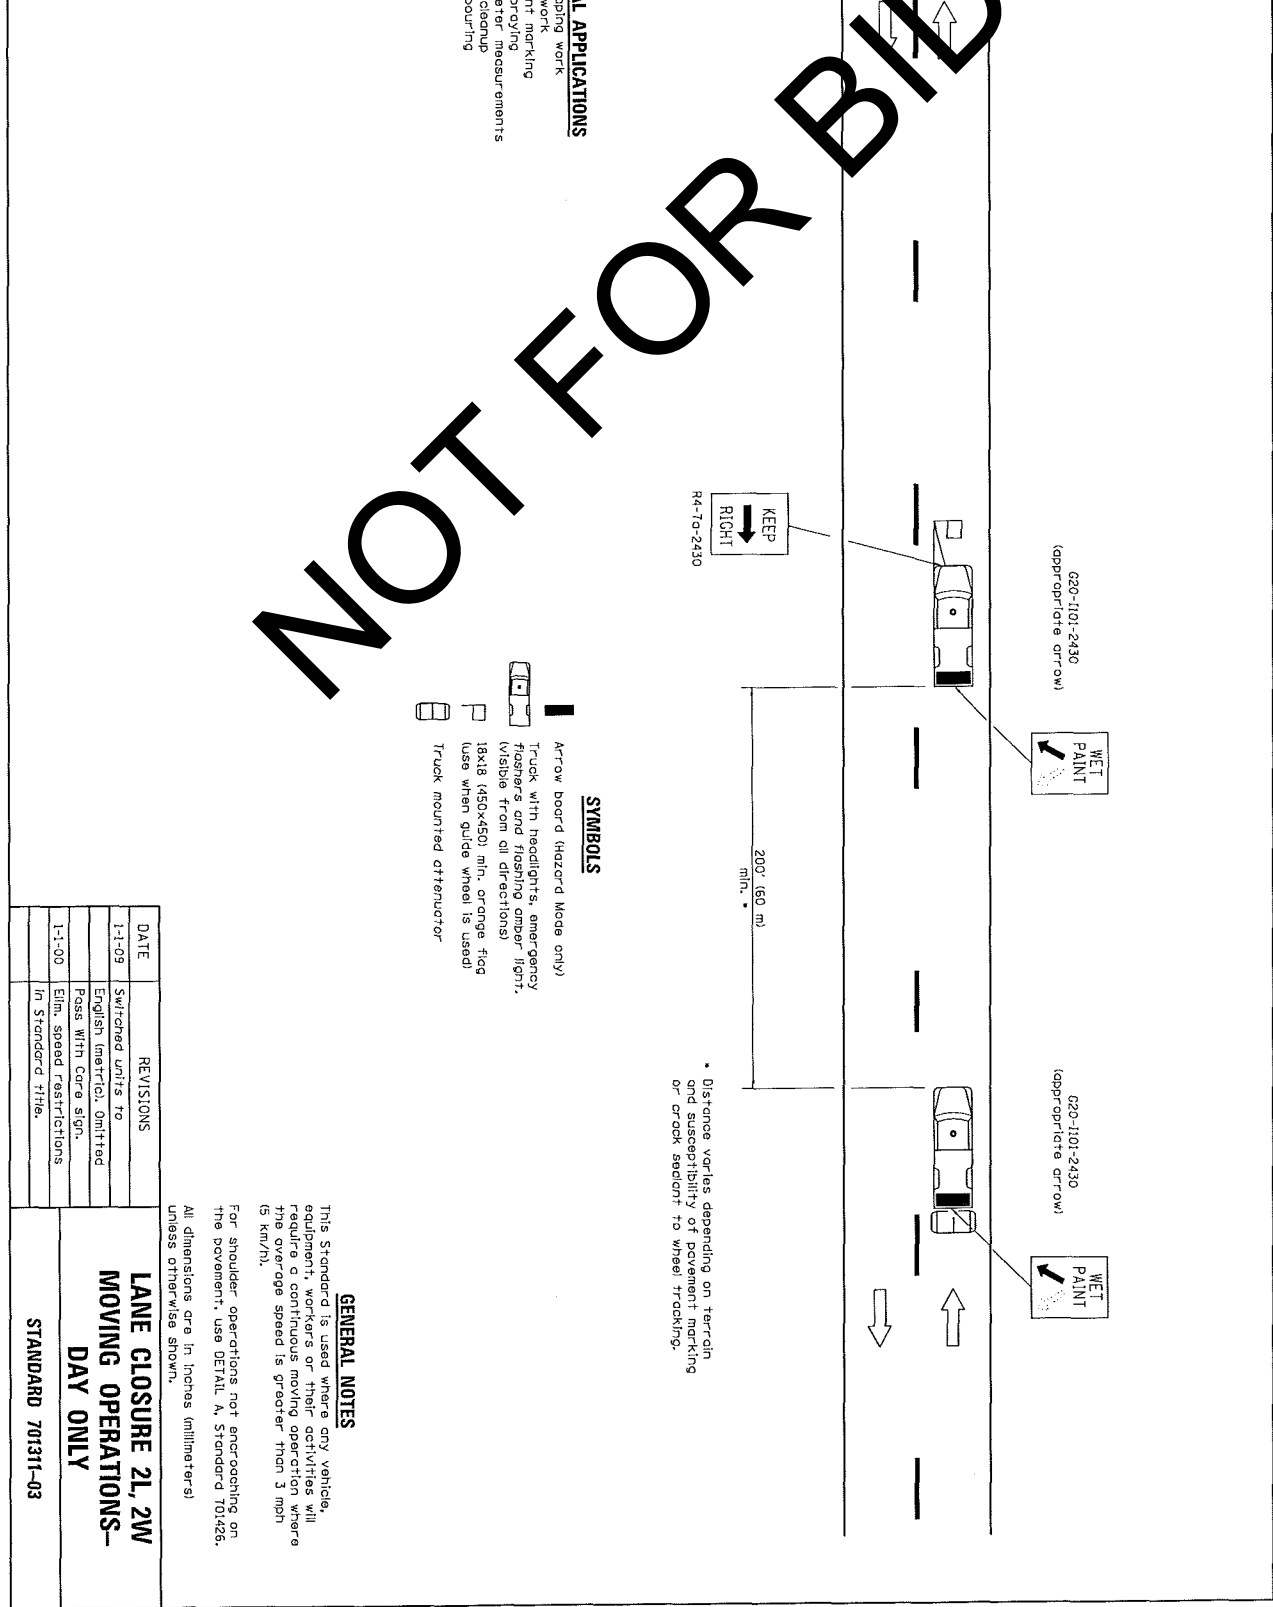 AL APPLICATIONS
ping work
work
nt marking
praying
eter measurements
cleanup
pouring
NOT FOR BID
G20-I101-2430
(appropriate arrow)
WET
PAINT
KEEP
RIGHT
R4-7a-2430
200' (60 m)
min. *
G20-I101-2430
(appropriate arrow)
WET
PAINT
* Distance varies depending on terrain
and susceptibility of pavement marking
or crack sealant to wheel tracking.
SYMBOLS
Arrow board (Hazard Mode only)
Truck with headlights, emergency
flashers and flashing amber light.
(visible from all directions)
18x18 (450x450) min. orange flag
(use when guide wheel is used)
Truck mounted attenuator
GENERAL NOTES
This Standard is used where any vehicle,
equipment, workers or their activities will
require a continuous moving operation where
the average speed is greater than 3 mph
(5 km/h).
For shoulder operations not encroaching on
the pavement, use DETAIL A, Standard 701426.
All dimensions are in inches (millimeters)
unless otherwise shown.
DATE REVISIONS
1-1-09 Switched units to
English (metric). Omitted
Pass With Care sign.
1-1-00 Elim. speed restrictions
in Standard title.
LANE CLOSURE 2L, 2W
MOVING OPERATIONS–
DAY ONLY
STANDARD 701311–03